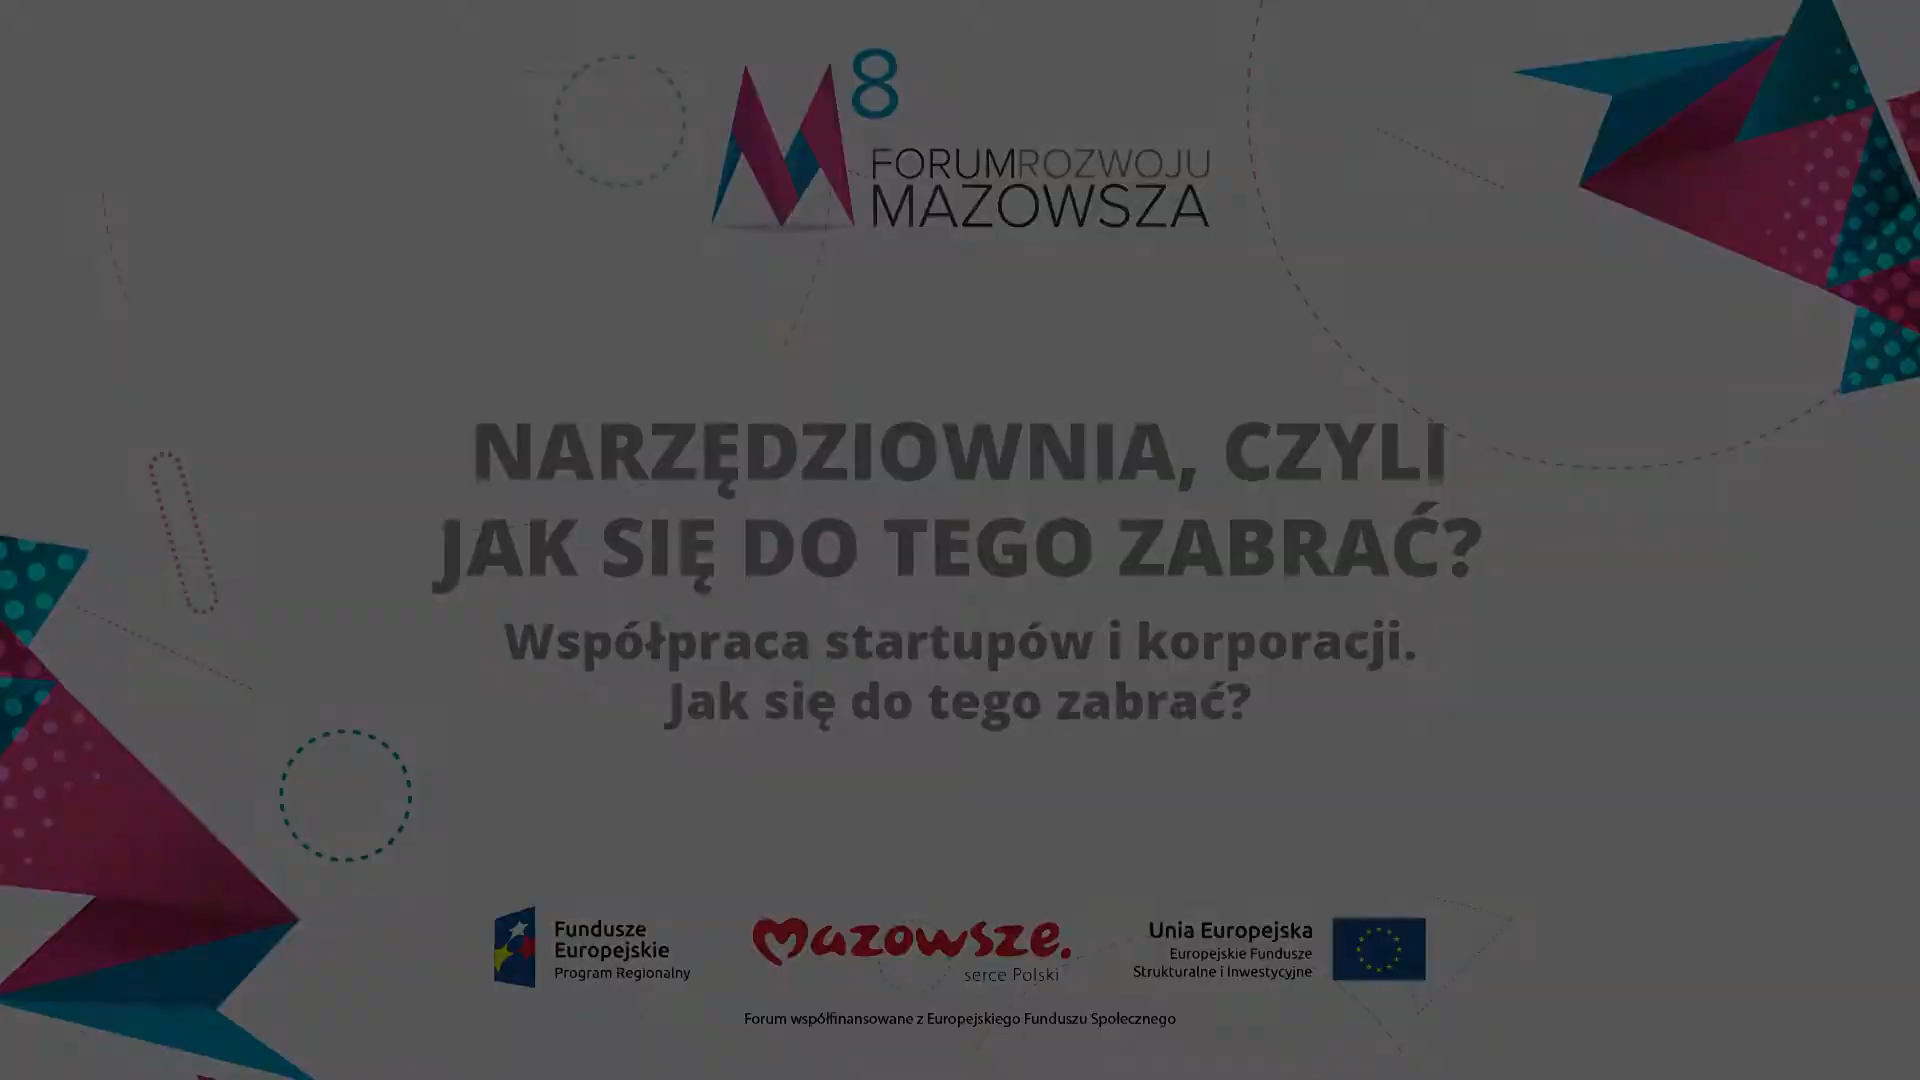 8
FORUMROZWOJU
MAZOWSZA
NARZĘDZIOWNIA, CZYLI
JAK SIĘ DO TEGO ZABRAĆ?
Współpraca startupów i korporacji.
Jak się do tego zabrać?
Fundusze
Europejskie
Program Regionalny
Mazowsze.
serce Polski
Unia Europejska
Europejskie Fundusze
Strukturalne i Inwestycyjne
Forum współfinansowane z Europejskiego Funduszu Społecznego